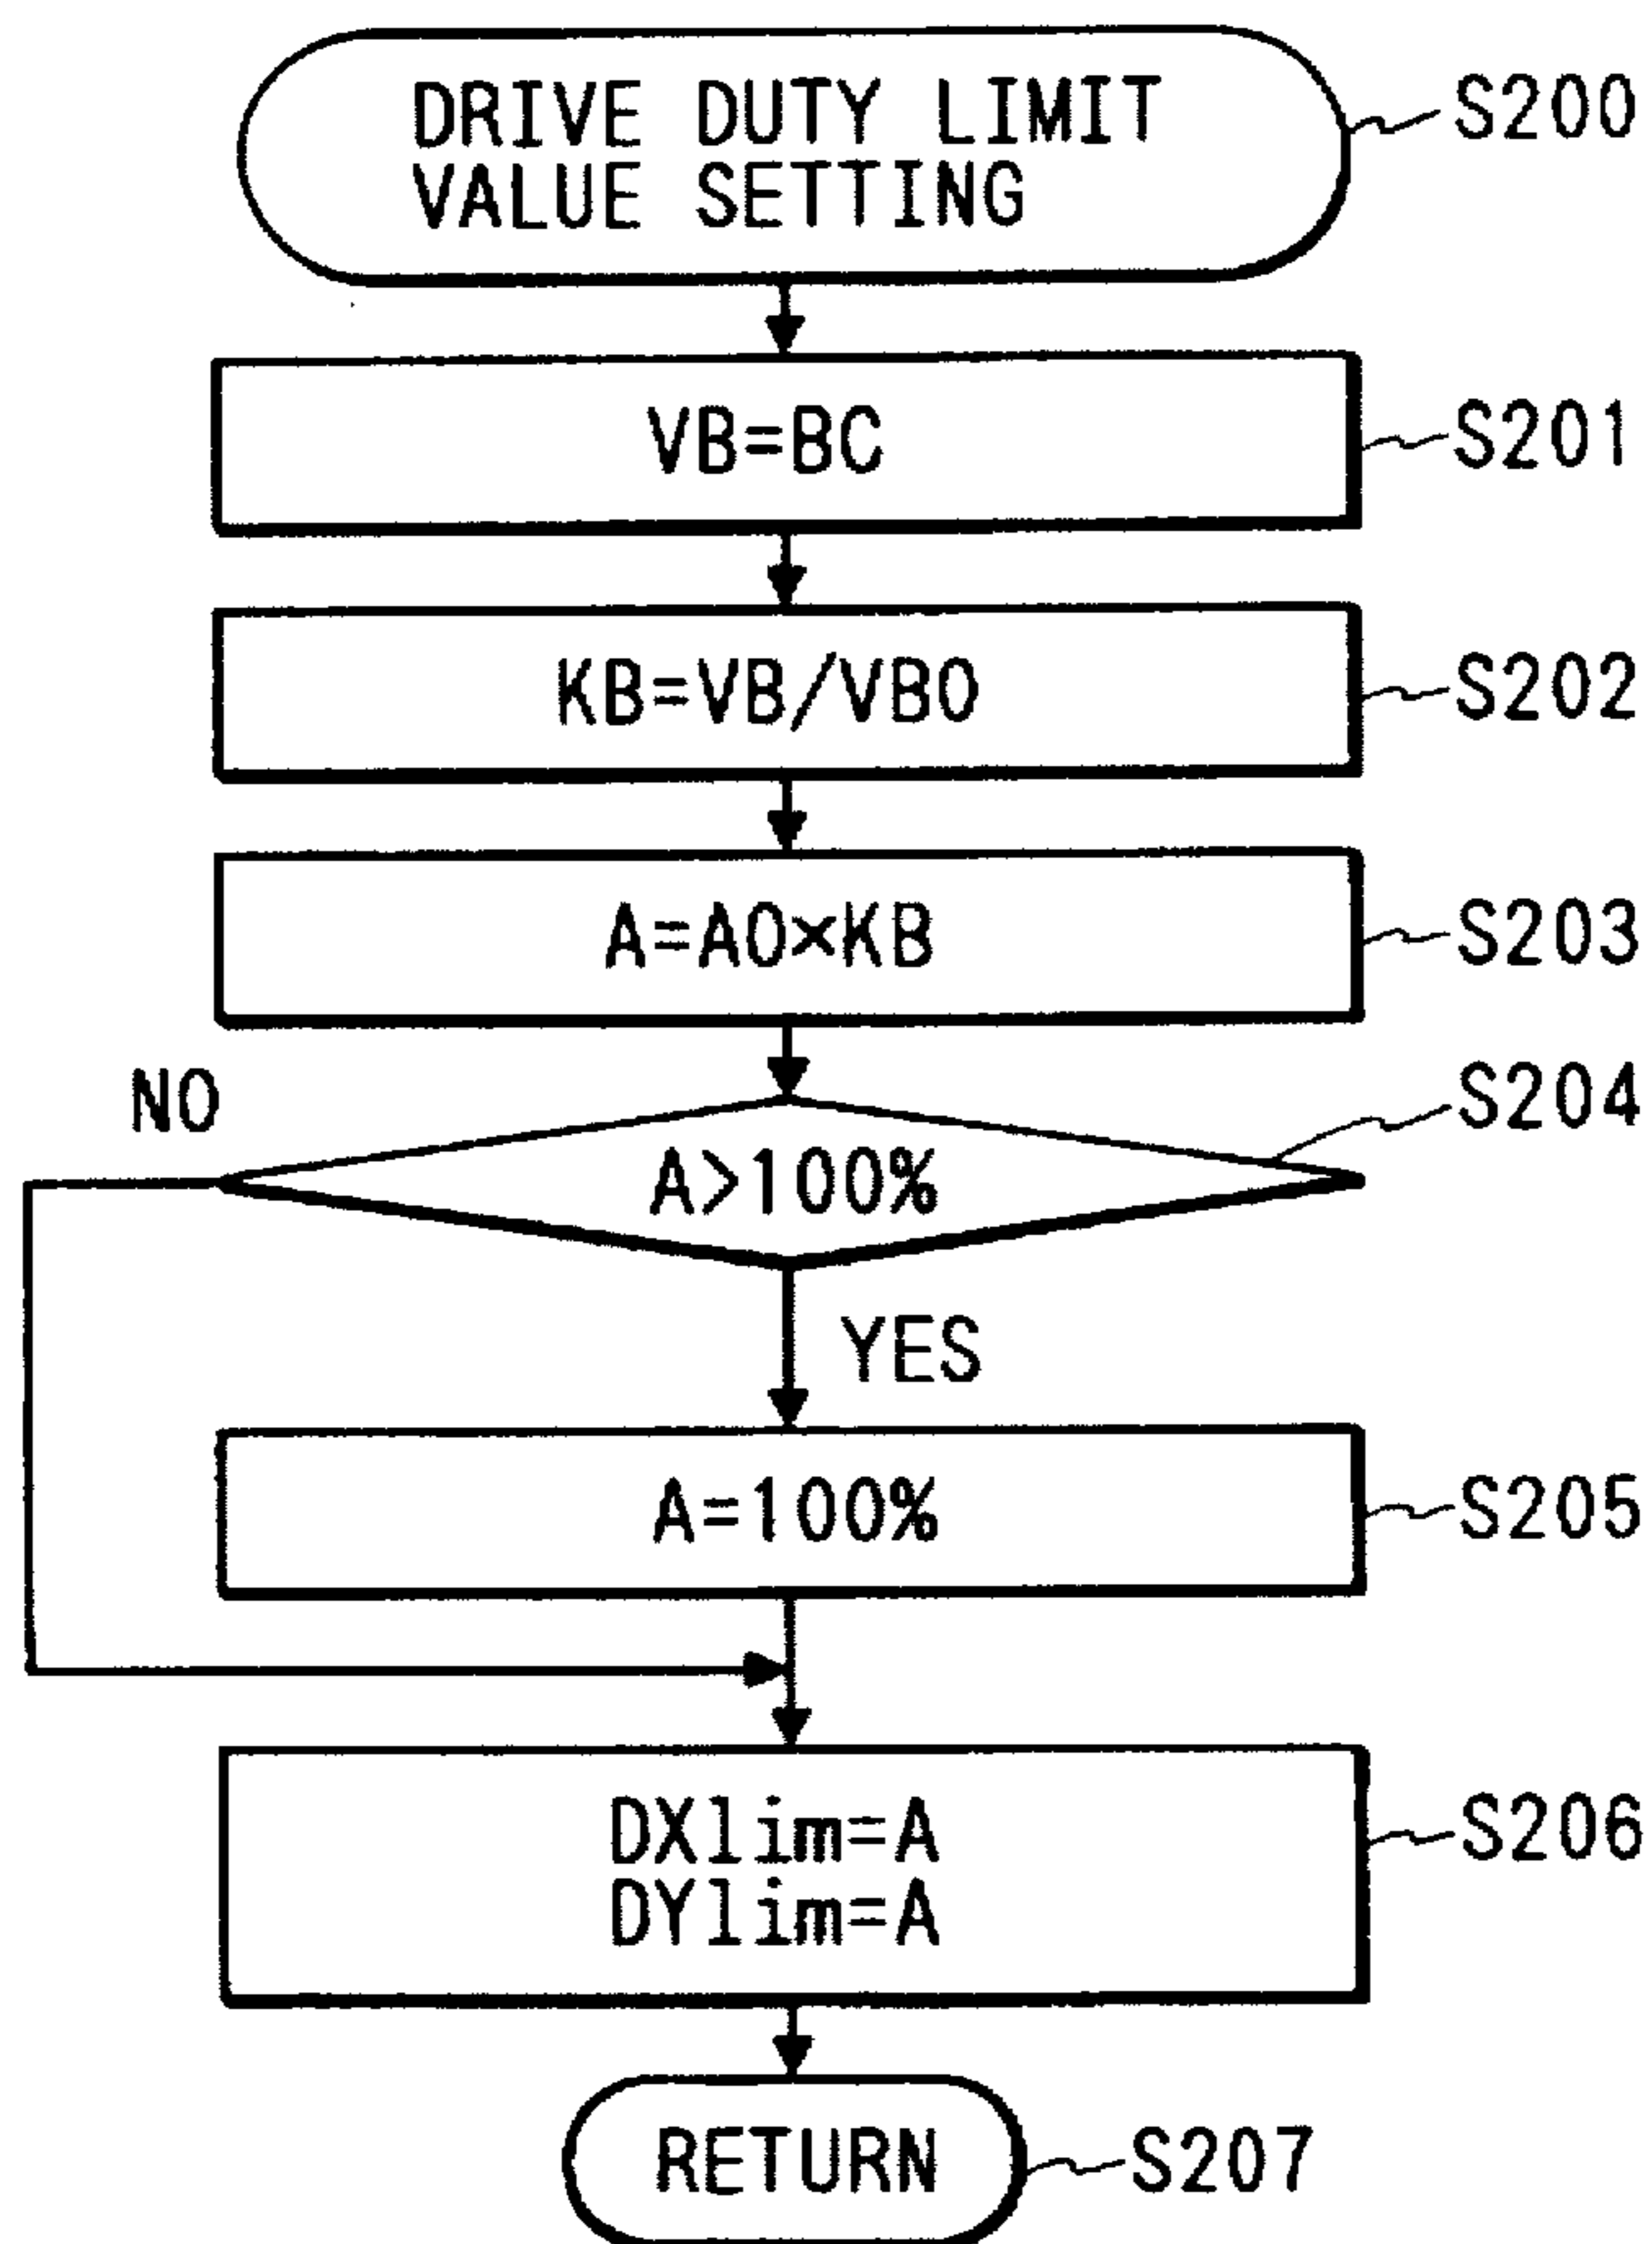 DRIVE DUTY LIMIT
VALUE SETTING
S200
VB=BC
S201
KB=VB/VB0
S202
A=A0×KB
S203
NO
S204
A>100%
YES
A=100%
S205
DXlim=A
DYlim=A
S206
RETURN
S207